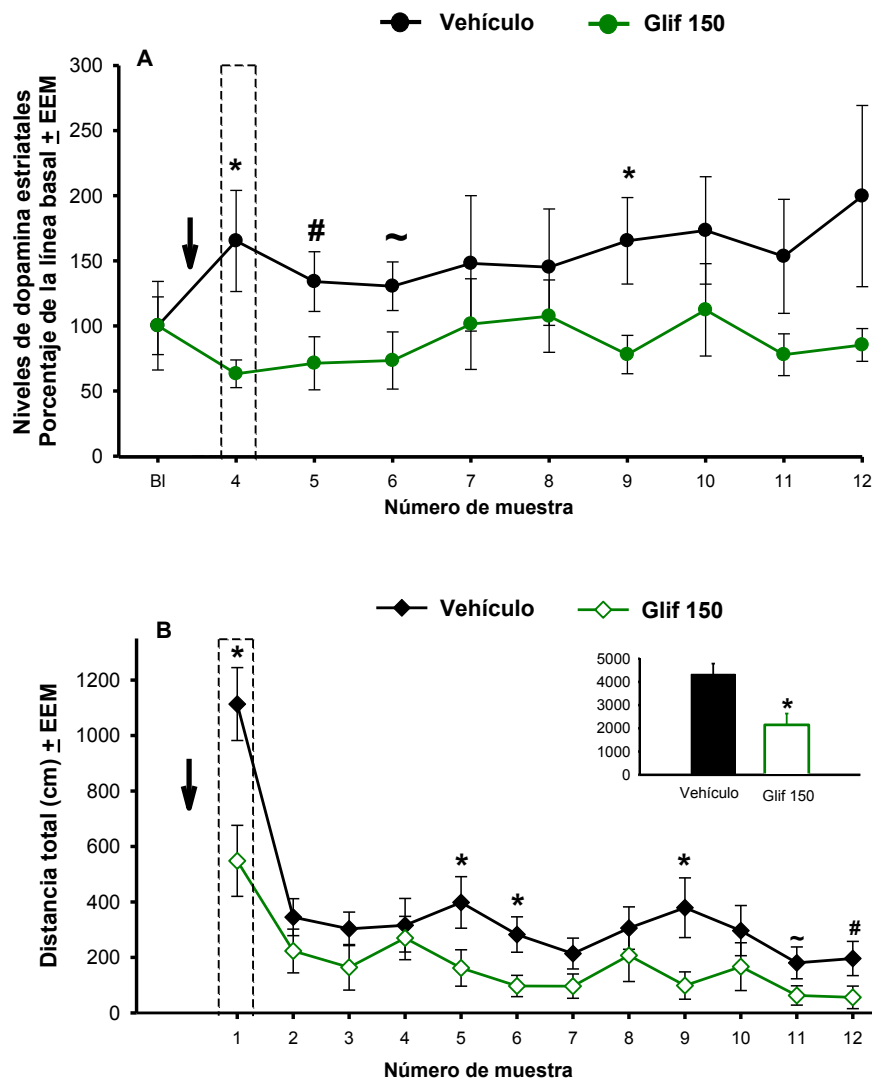 Vehículo Glif 150
A
Niveles de dopamina estriatales
Porcentaje de la línea basal ± EEM
300
250
200
150
100
50
0
* # ~ *
Bl 4 5 6 7 8 9 10 11 12
Número de muestra
Vehículo Glif 150
B
Distancia total (cm) ± EEM
1200
1000
800
600
400
200
0
* * * * ~ #
5000
4000
3000
2000
1000
0
*
Vehículo Glif 150
1 2 3 4 5 6 7 8 9 10 11 12
Número de muestra